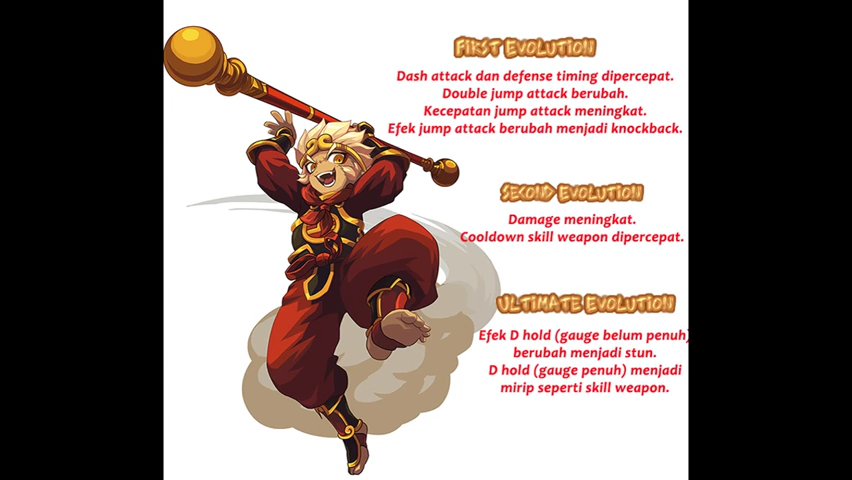 FIRST EVOLUTION
Dash attack dan defense timing dipercepat.
Double jump attack berubah.
Kecepatan jump attack meningkat.
Efek jump attack berubah menjadi knockback.
SECOND EVOLUTION
Damage meningkat.
Cooldown skill weapon dipercepat.
ULTIMATE EVOLUTION
Efek D hold (gauge belum penuh)
berubah menjadi stun.
D hold (gauge penuh) menjadi
mirip seperti skill weapon.